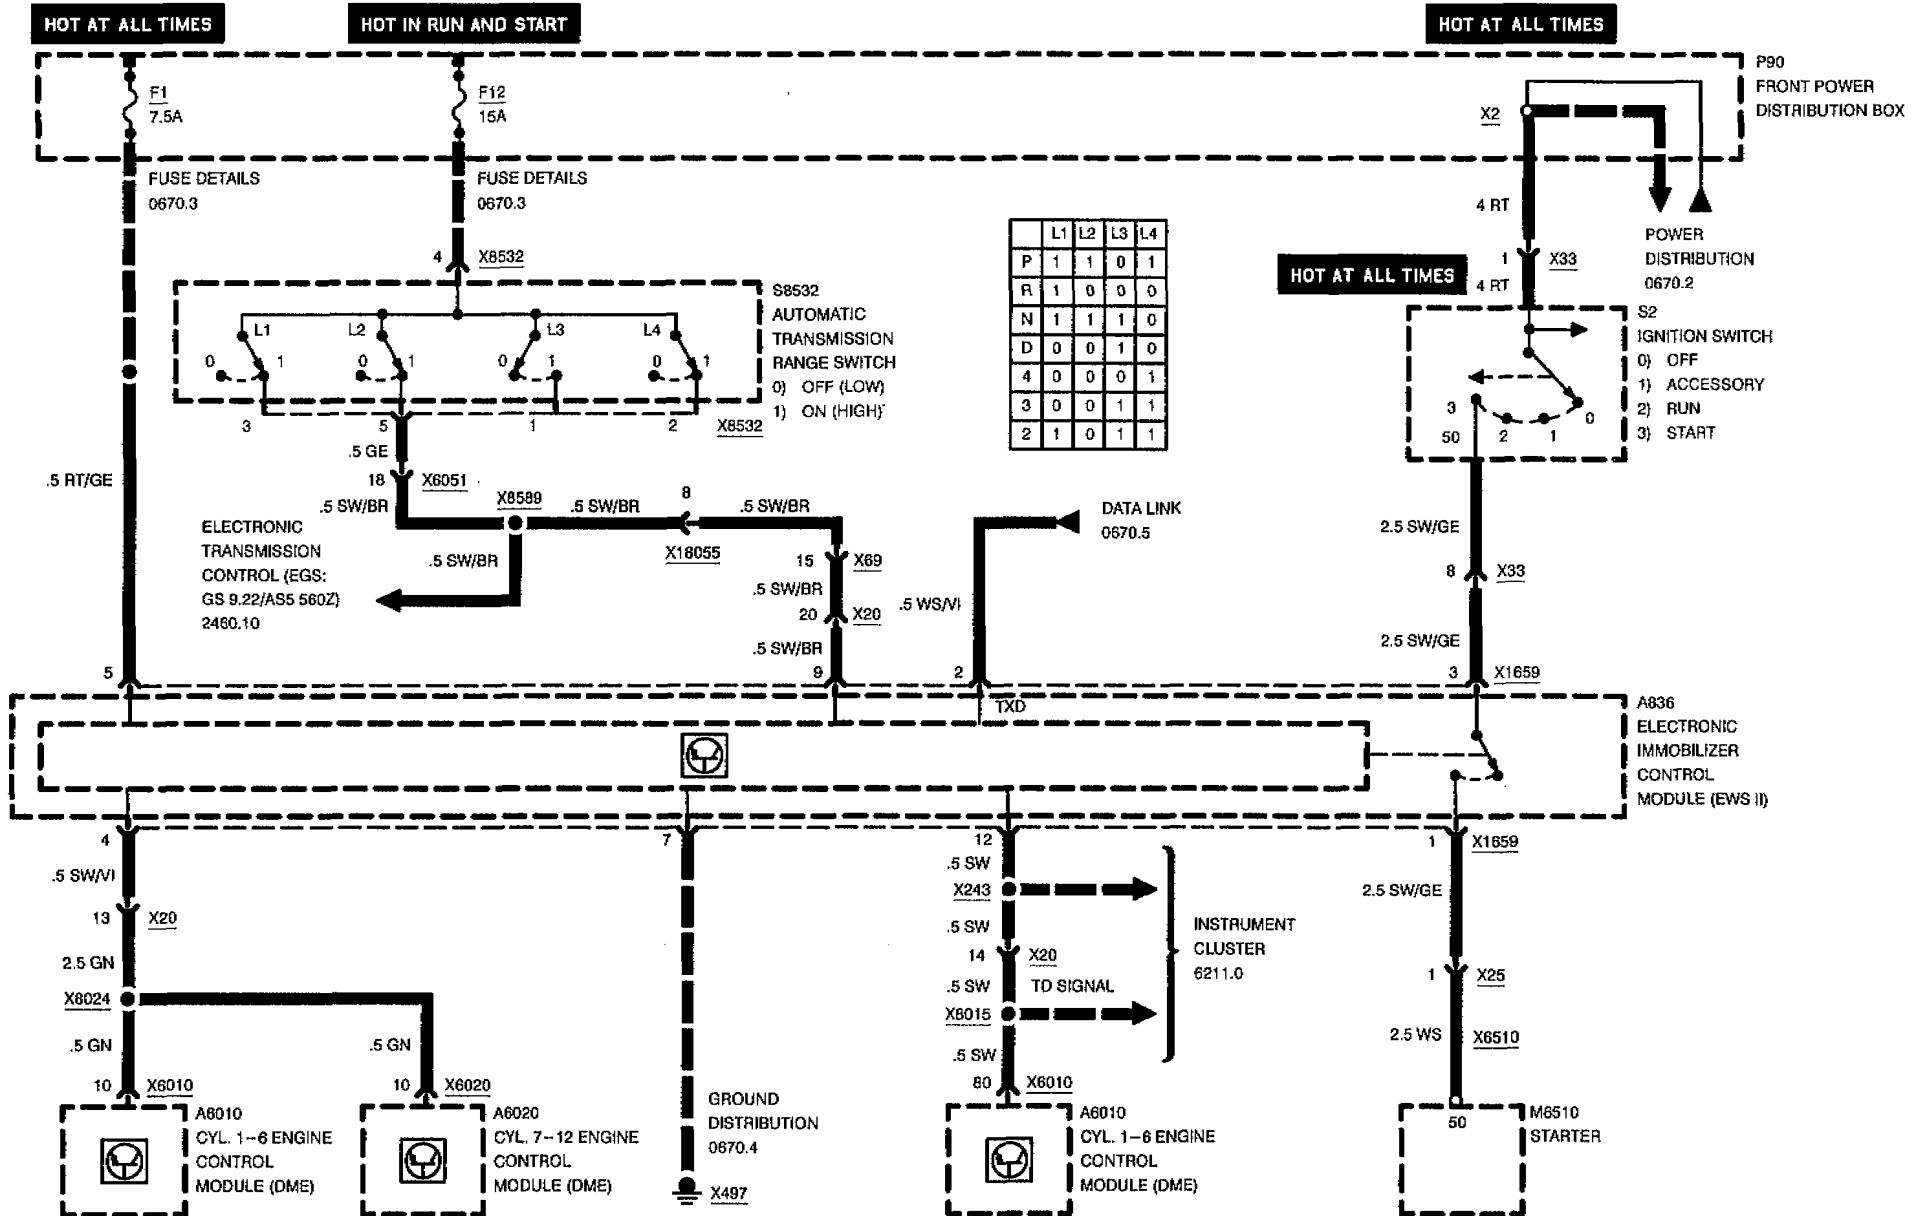 HOT AT ALL TIMES
HOT IN RUN AND START
HOT AT ALL TIMES
P90
FRONT POWER
DISTRIBUTION BOX
F1
7.5A
F12
15A
X2
FUSE DETAILS
0670.3
FUSE DETAILS
0670.3
4 RT
POWER
DISTRIBUTION
0670.2
1 X33
4 RT
HOT AT ALL TIMES
4 X8532
L1 L2 L3 L4
P 1 1 0 1
R 1 0 0 0
N 1 1 1 0
D 0 0 1 0
4 0 0 0 1
3 0 0 1 1
2 1 0 1 1
S8532
AUTOMATIC
TRANSMISSION
RANGE SWITCH
0) OFF (LOW)
1) ON (HIGH)
L1 L2 L3 L4
0 1 0 1 0 1 0 1
3 5 1 2 X8532
S2
IGNITION SWITCH
0) OFF
1) ACCESSORY
2) RUN
3) START
3 0
50 2 1
.5 GE
18 X6051
.5 RT/GE
.5 SW/BR
X8589
.5 SW/BR
8
.5 SW/BR
X18055
DATA LINK
0670.5
ELECTRONIC
TRANSMISSION
CONTROL (EGS:
GS 9.22/AS5 560Z)
2460.10
.5 SW/BR
15 X69
.5 SW/BR
20 X20
.5 SW/BR
.5 WS/VI
2.5 SW/GE
8 X33
2.5 SW/GE
5 9 2 3 X1659
TXD
A836
ELECTRONIC
IMMOBILIZER
CONTROL
MODULE (EWS II)
4 7 12 1 X1659
.5 SW/VI
13 X20
2.5 GN
X8024
.5 GN
.5 GN
10 X6010
10 X6020
A6010
CYL. 1-6 ENGINE
CONTROL
MODULE (DME)
A6020
CYL. 7-12 ENGINE
CONTROL
MODULE (DME)
GROUND
DISTRIBUTION
0670.4
X497
.5 SW
X243
.5 SW
14 X20
.5 SW TD SIGNAL
X8015
.5 SW
80 X6010
INSTRUMENT
CLUSTER
6211.0
A6010
CYL. 1-6 ENGINE
CONTROL
MODULE (DME)
2.5 SW/GE
1 X25
2.5 WS X6510
50
M6510
STARTER